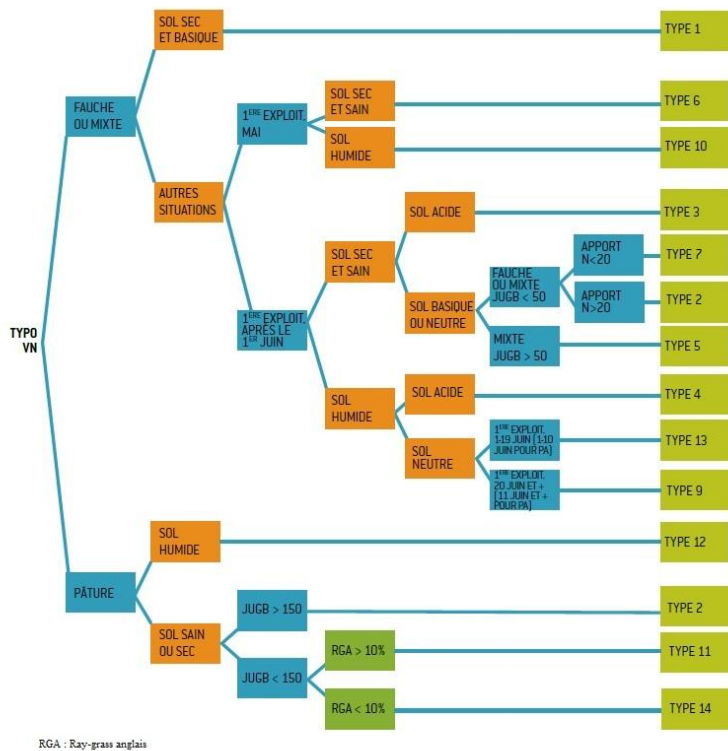 SOL SEC
ET BASIQUE
TYPE 1
FAUCHE
OU MIXTE
1ERE EXPLOIT.
MAI
SOL SEC
ET SAIN
TYPE 6
SOL
HUMIDE
TYPE 10
AUTRES
SITUATIONS
SOL ACIDE
TYPE 3
SOL SEC
ET SAIN
APPORT
N<20
TYPE 7
FAUCHE
OU MIXTE
JUGB < 50
APPORT
N>20
TYPE 2
SOL BASIQUE
OU NEUTRE
1ERE EXPLOIT.
APRÈS LE
1ER JUIN
MIXTE
JUGB > 50
TYPE 5
TYPO
VN
SOL
HUMIDE
SOL ACIDE
TYPE 4
SOL
NEUTRE
1ERE EXPLOIT.
1-19 JUIN (1-10
JUIN POUR PA)
TYPE 13
1ERE EXPLOIT.
20 JUIN ET +
(11 JUIN ET +
POUR PA)
TYPE 9
SOL
HUMIDE
TYPE 12
PÂTURE
JUGB > 150
TYPE 2
SOL SAIN
OU SEC
RGA > 10%
TYPE 11
JUGB < 150
RGA < 10%
TYPE 14
RGA : Ray-grass anglais